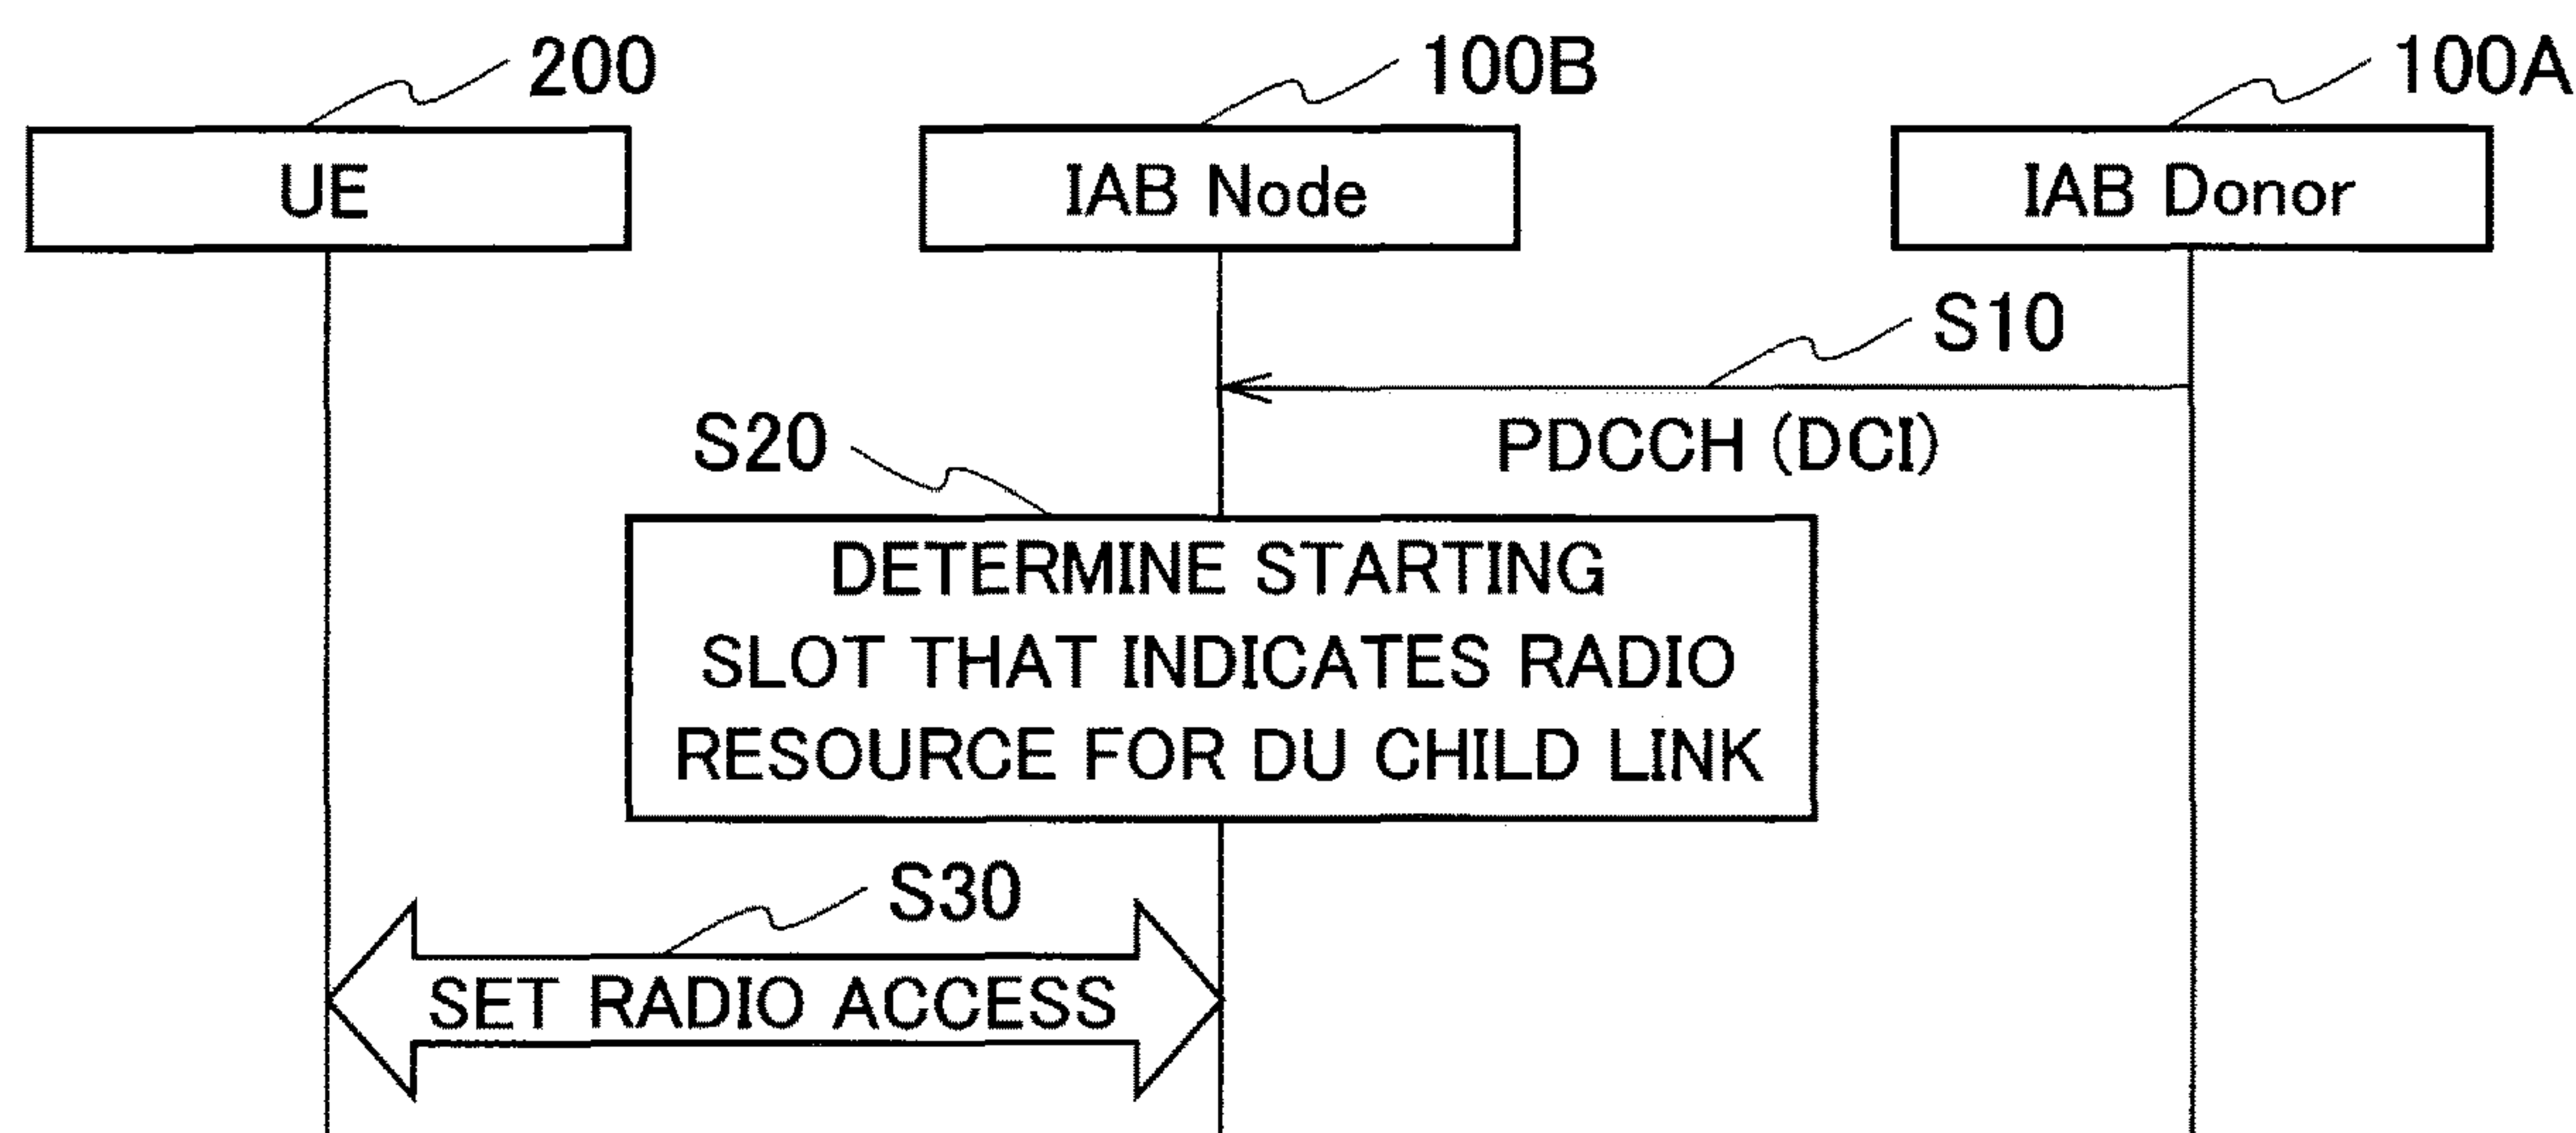 200
100B
100A
UE
IAB Node
IAB Donor
S10
PDCCH (DCI)
S20
DETERMINE STARTING
SLOT THAT INDICATES RADIO
RESOURCE FOR DU CHILD LINK
S30
SET RADIO ACCESS